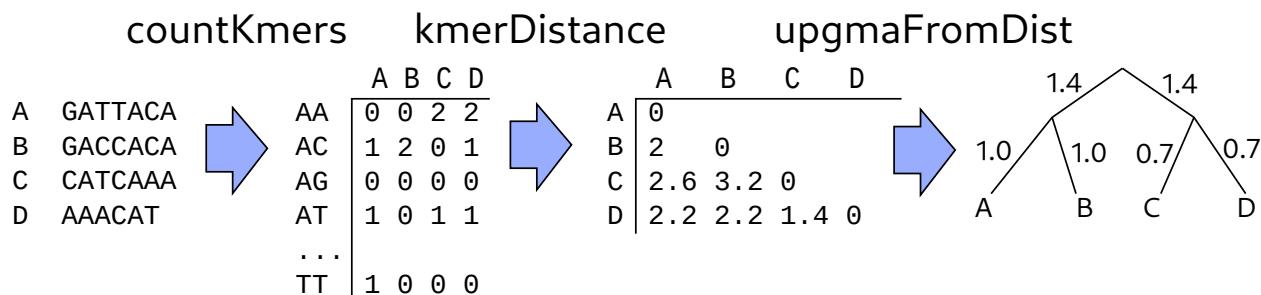 countKmers kmerDistance upgmaFromDist
A B C D
A B C D
1.4 1.4
A GATTACA
B GACCACA
C CATCAAA
D AAACAT
AA 0 0 2 2
AC 1 2 0 1
AG 0 0 0 0
AT 1 0 1 1
...
TT 1 0 0 0
A 0
B 2 0
C 2.6 3.2 0
D 2.2 2.2 1.4 0
1.0 1.0 0.7 0.7
A B C D